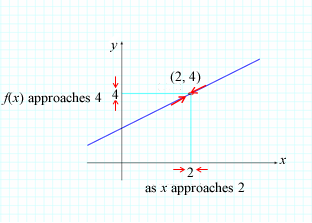 y
(2, 4)
f(x) approaches 4
4
x
2
as x approaches 2